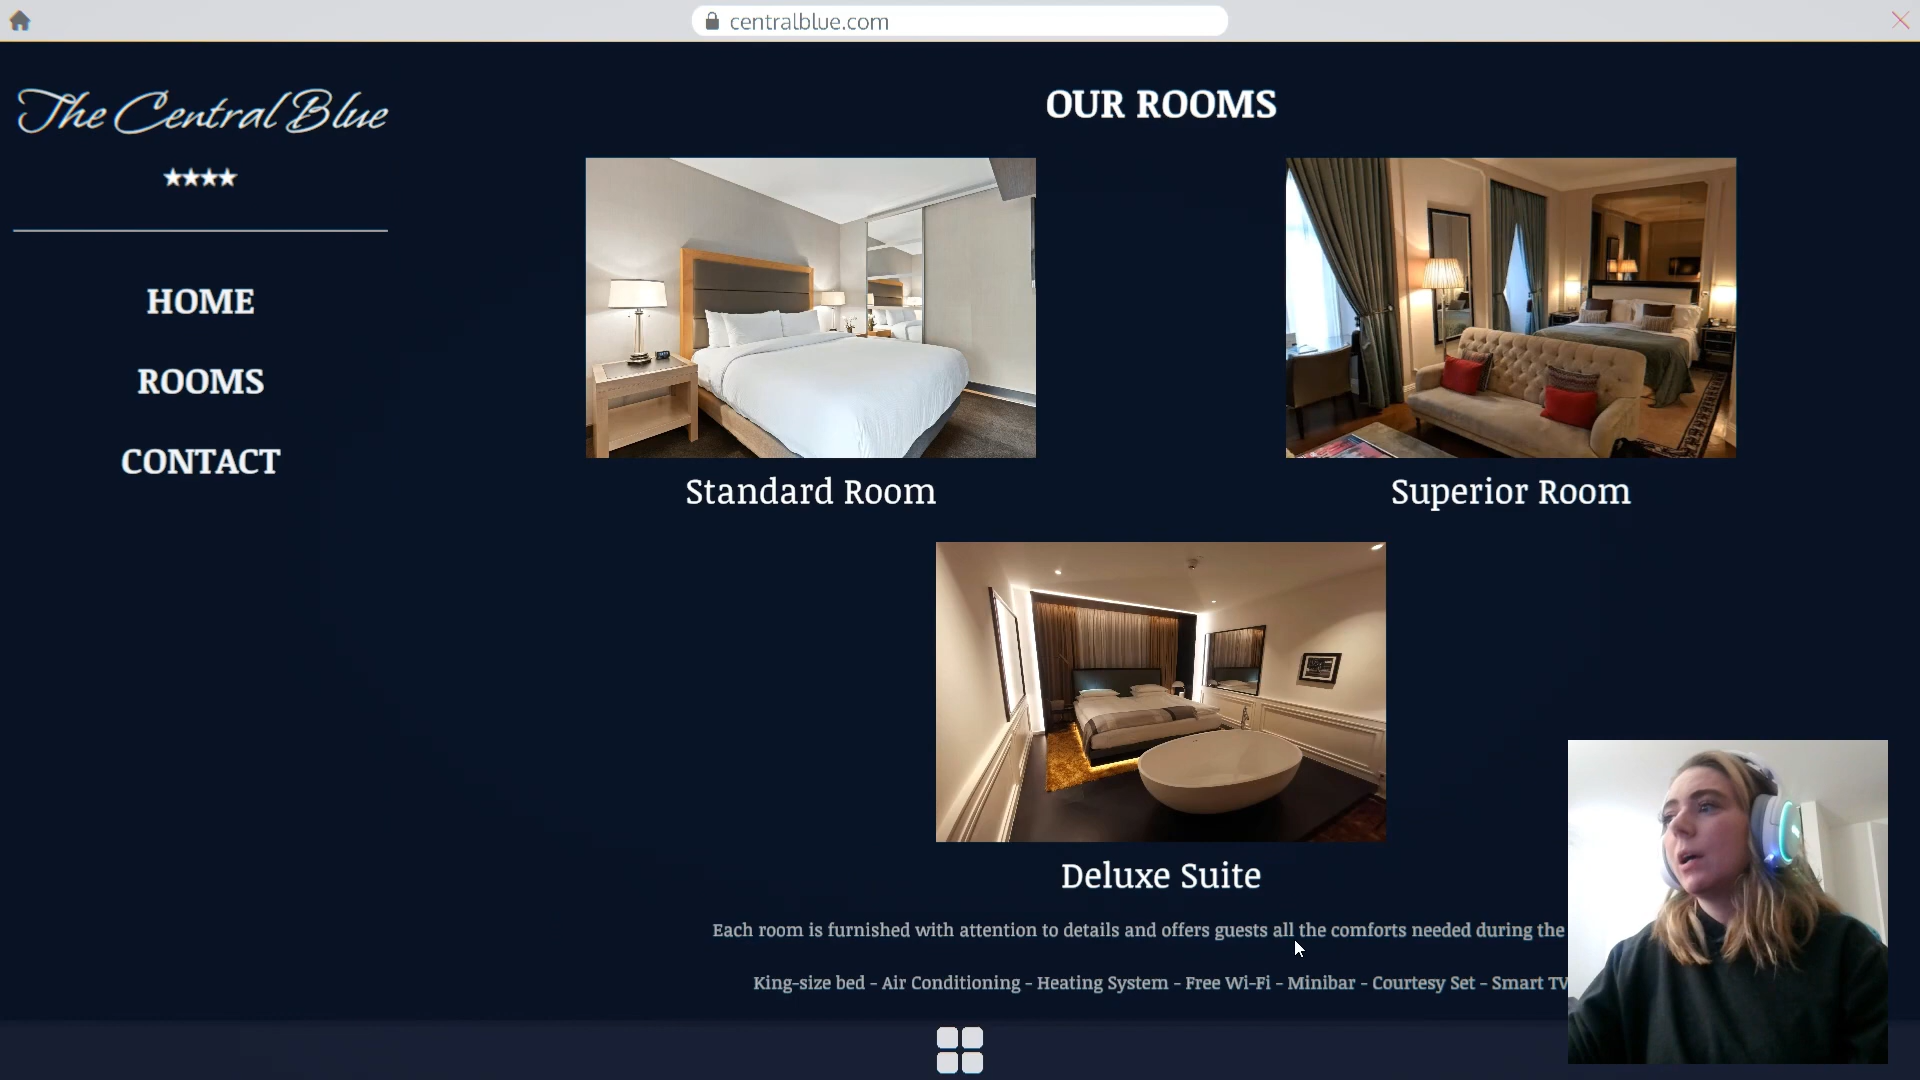 centralblue.com
The Central Blue
★★★★
HOME
ROOMS
CONTACT
OUR ROOMS
Standard Room
Superior Room
Deluxe Suite
Each room is furnished with attention to details and offers guests all the comforts needed during the
King-size bed - Air Conditioning - Heating System - Free Wi-Fi - Minibar - Courtesy Set - Smart TV